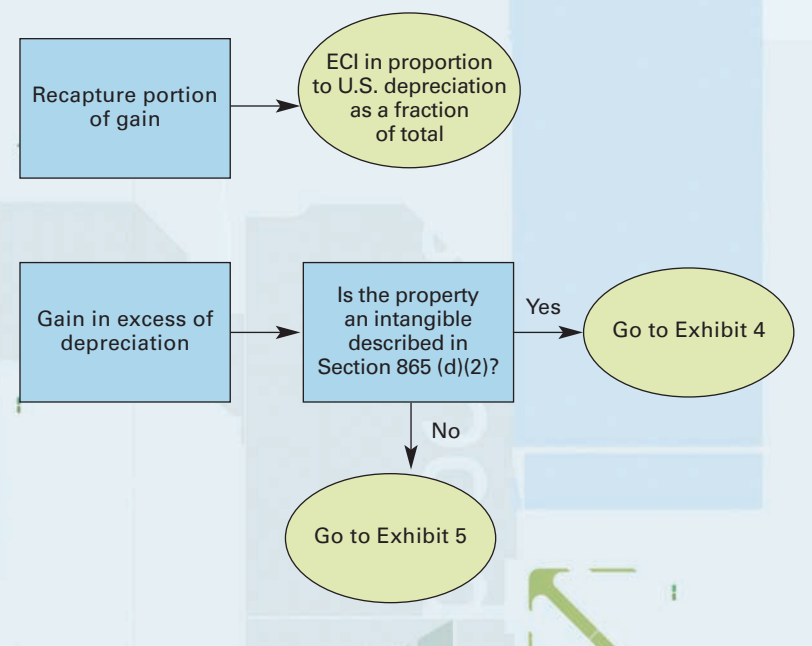 Recapture portion
of gain
ECI in proportion
to U.S. depreciation
as a fraction
of total
Gain in excess of
depreciation
Is the property
an intangible
described in
Section 865 (d)(2)?
Yes
Go to Exhibit 4
No
Go to Exhibit 5